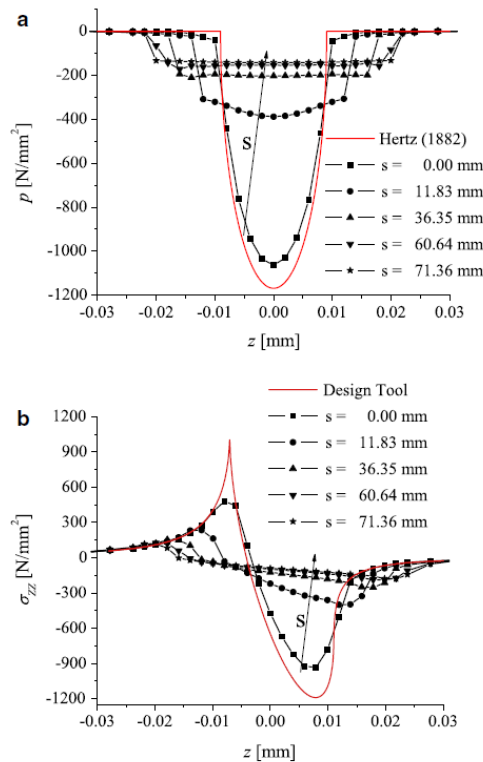 a
0
-200
-400
-600
-800
-1000
-1200
p [N/mm²]
S
Hertz (1882)
s = 0.00 mm
s = 11.83 mm
s = 36.35 mm
s = 60.64 mm
s = 71.36 mm
-0.03 -0.02 -0.01 0.00 0.01 0.02 0.03
z [mm]
b
1200
900
600
300
0
-300
-600
-900
-1200
σZZ [N/mm²]
Design Tool
s = 0.00 mm
s = 11.83 mm
s = 36.35 mm
s = 60.64 mm
s = 71.36 mm
S
-0.03 -0.02 -0.01 0.00 0.01 0.02 0.03
z [mm]